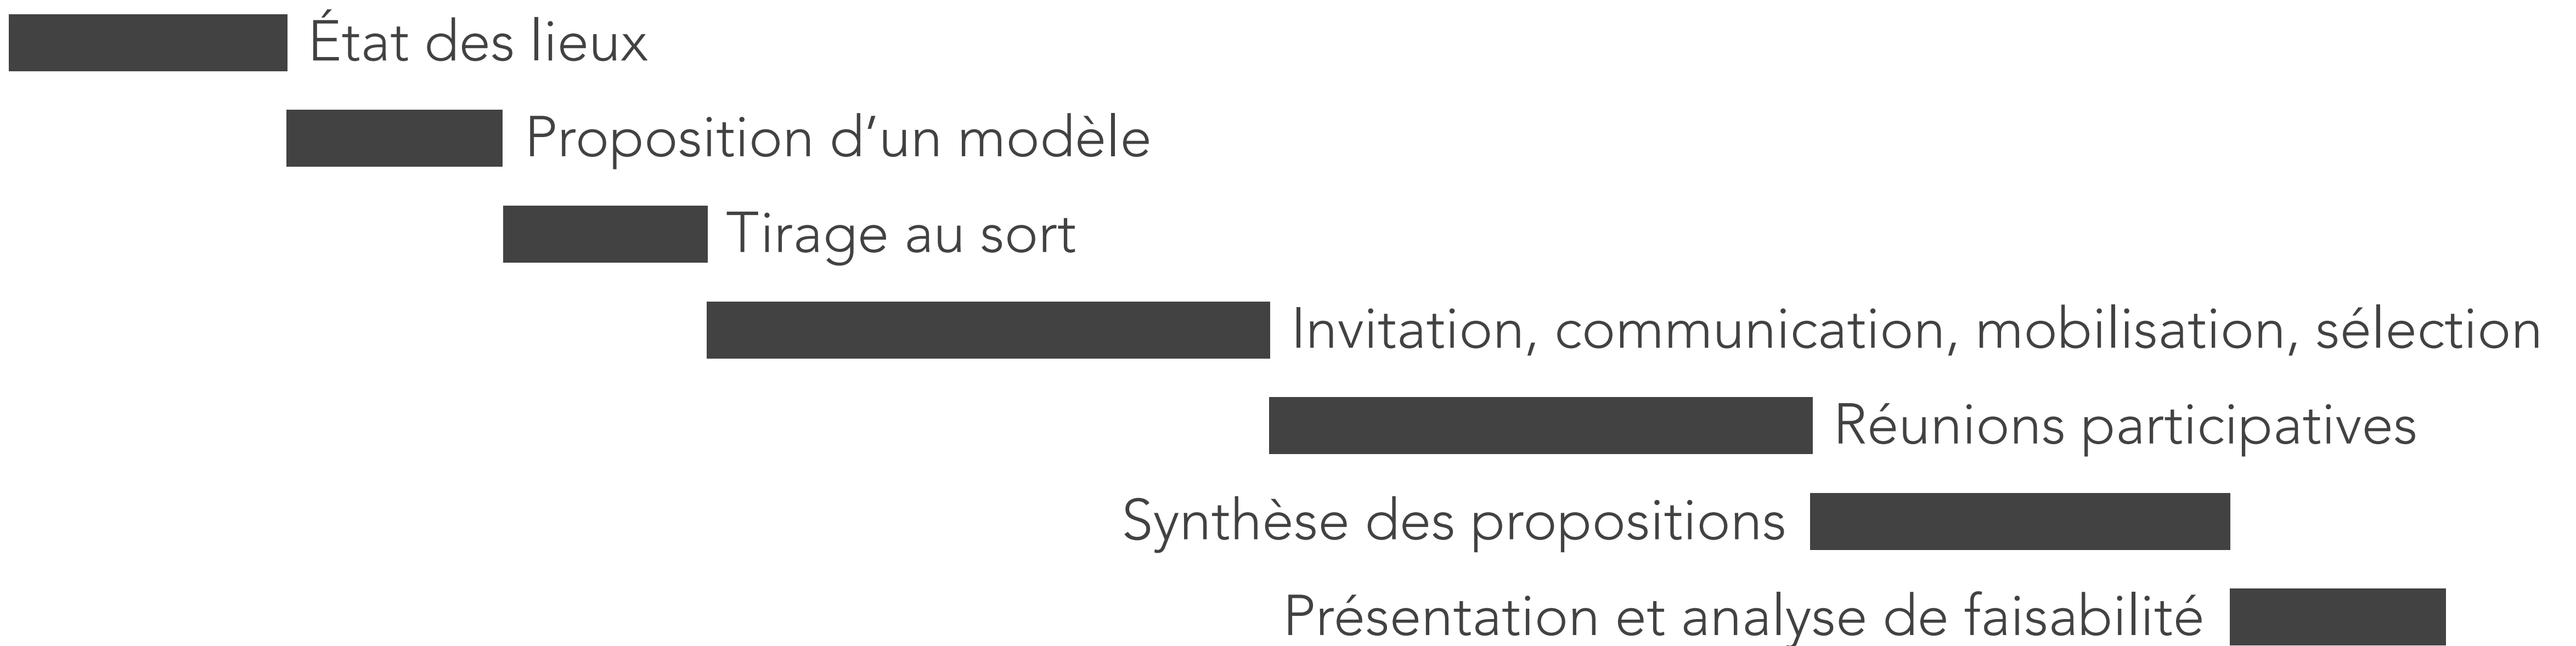 État des lieux
Proposition d’un modèle
Tirage au sort
Invitation, communication, mobilisation, sélection
Réunions participatives
Synthèse des propositions
Présentation et analyse de faisabilité